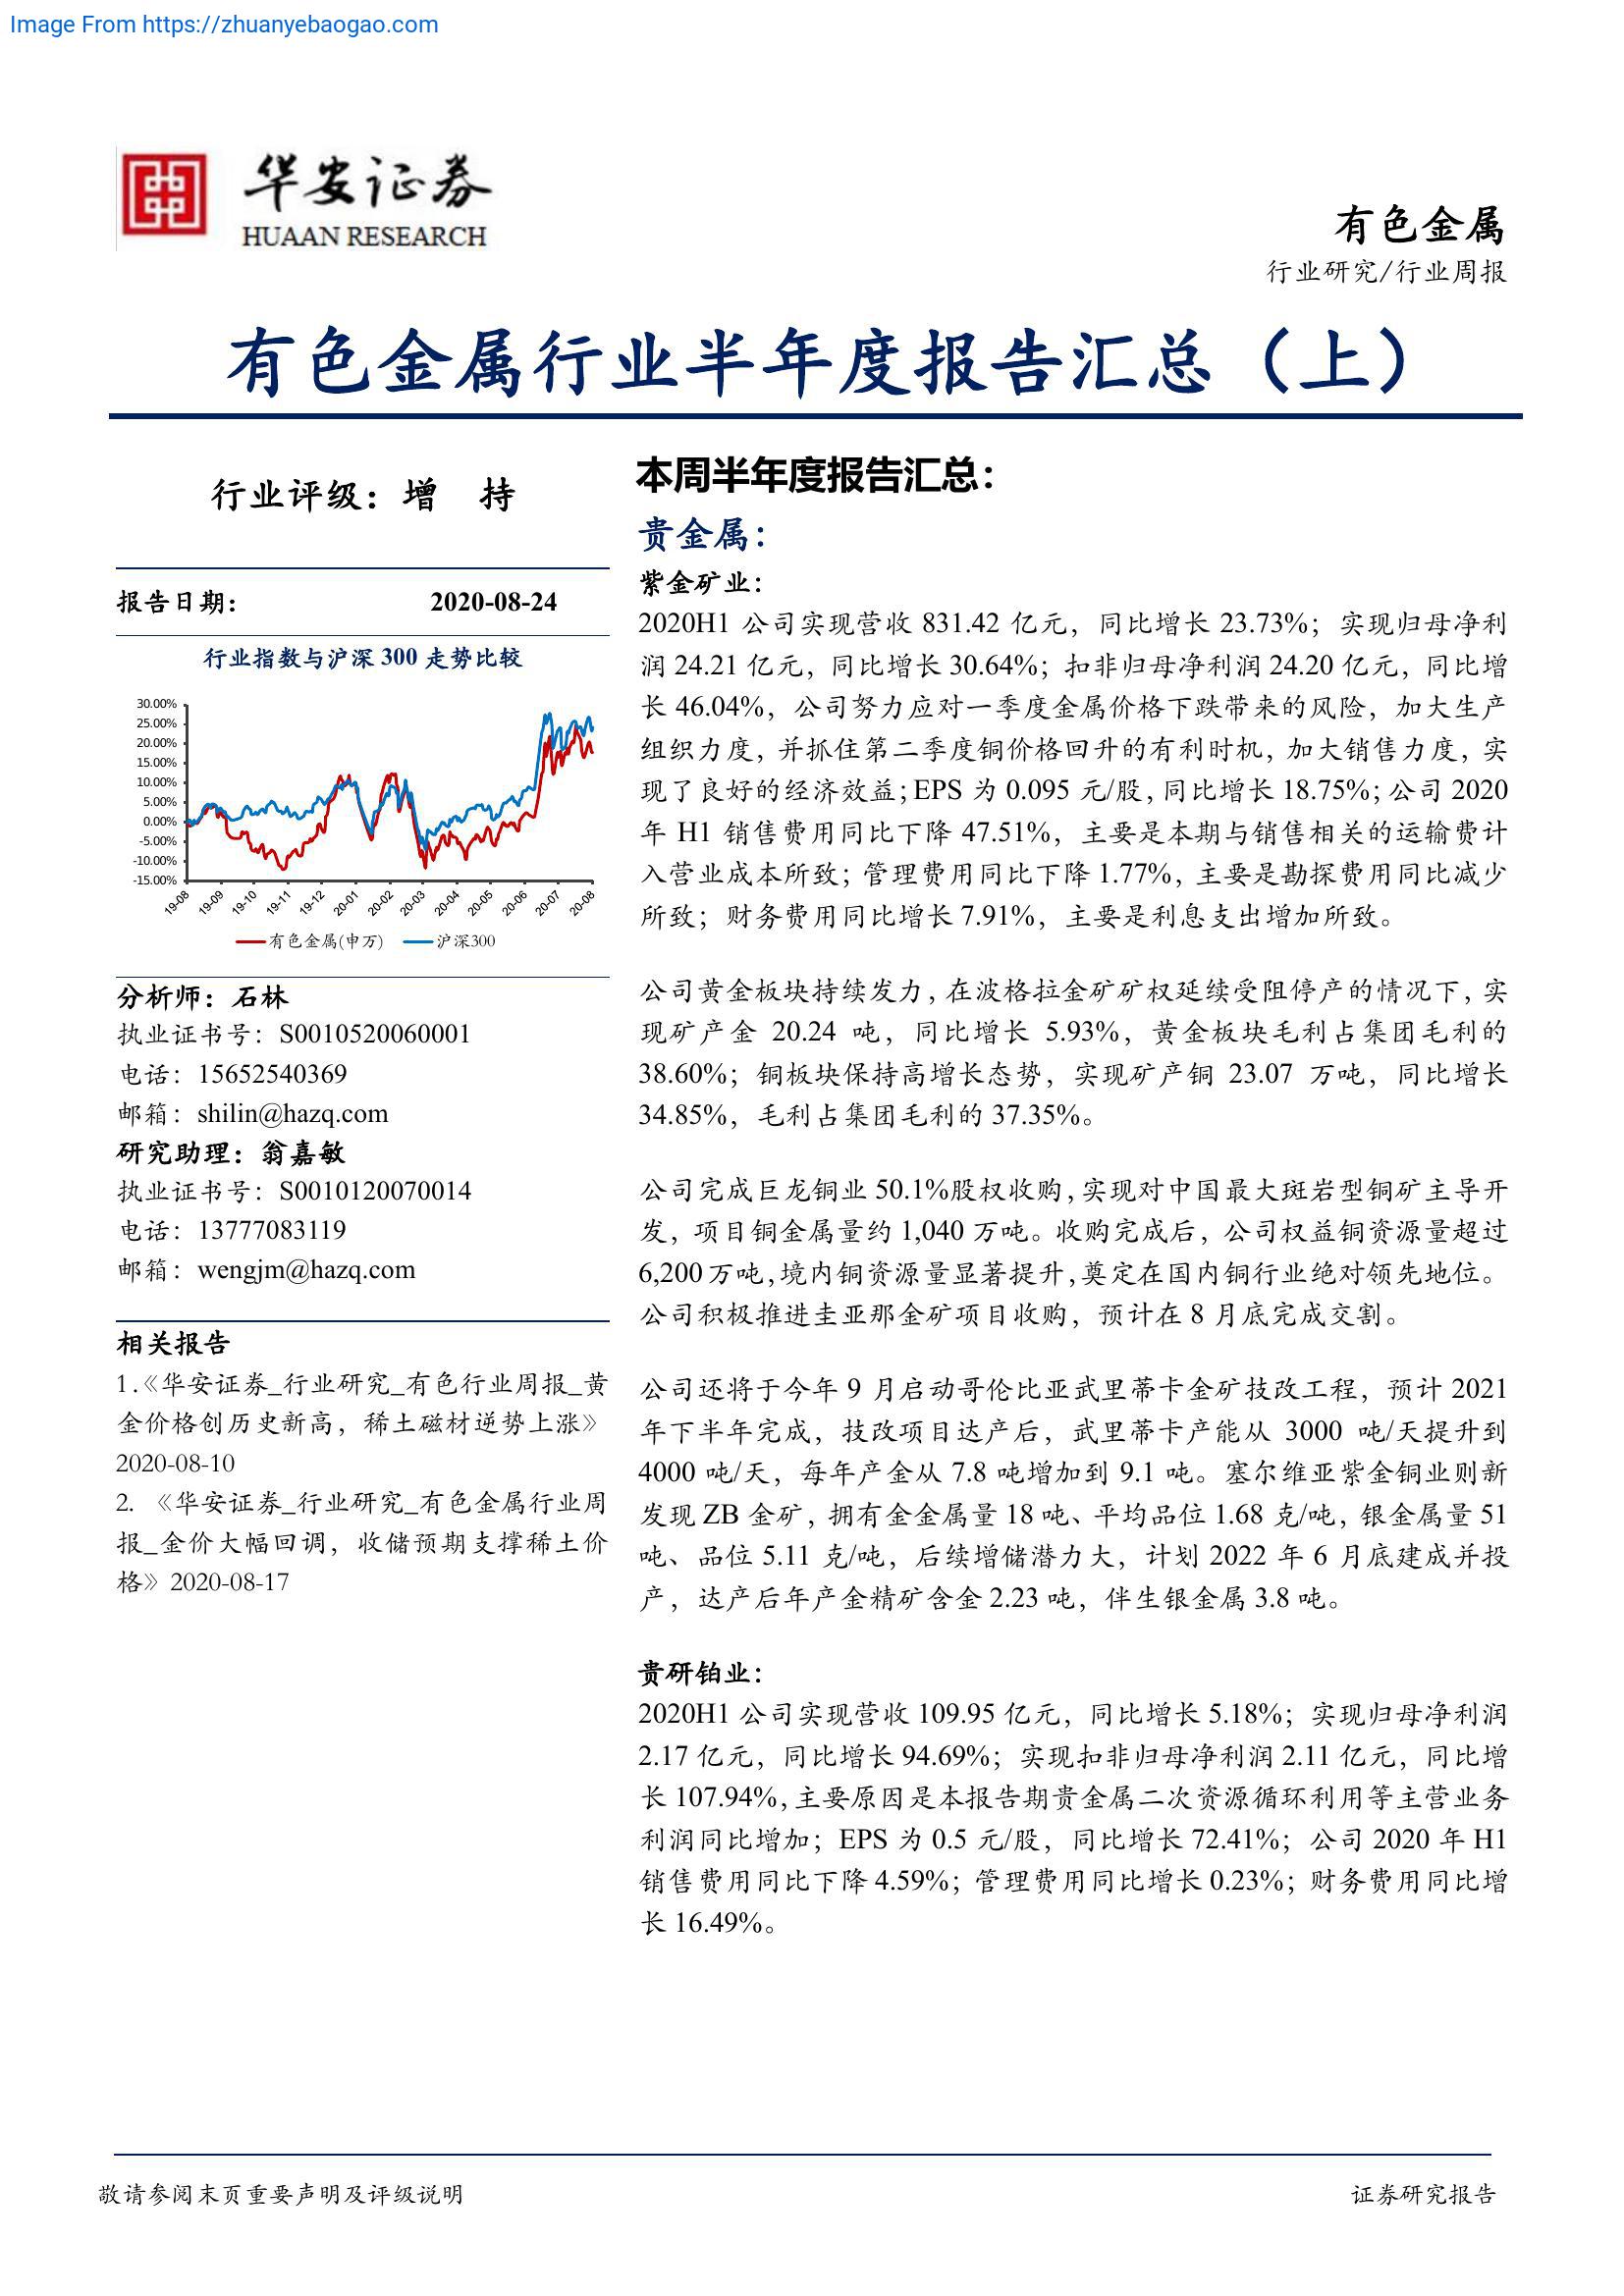 Image From https://zhuanyebaogao.com
华安证券
HUAAN RESEARCH
有色金属
行业研究/行业周报
有色金属行业半年度报告汇总（上）
行业评级：增 持
报告日期： 2020-08-24
行业指数与沪深 300 走势比较
30.00%
25.00%
20.00%
15.00%
10.00%
5.00%
0.00%
-5.00%
-10.00%
-15.00%
19-08 19-09 19-10 19-11 19-12 20-01 20-02 20-03 20-04 20-05 20-06 20-07 20-08
有色金属(申万) 沪深300
分析师：石林
执业证书号：S0010520060001
电话：15652540369
邮箱：shilin@hazq.com
研究助理：翁嘉敏
执业证书号：S0010120070014
电话：13777083119
邮箱：wengjm@hazq.com
相关报告
1.《华安证券_行业研究_有色行业周报_黄
金价格创历史新高，稀土磁材逆势上涨》
2020-08-10
2. 《华安证券_行业研究_有色金属行业周
报_金价大幅回调，收储预期支撑稀土价
格》2020-08-17
本周半年度报告汇总：
贵金属：
紫金矿业：
2020H1 公司实现营收 831.42 亿元，同比增长 23.73%；实现归母净利
润 24.21 亿元，同比增长 30.64%；扣非归母净利润 24.20 亿元，同比增
长 46.04%，公司努力应对一季度金属价格下跌带来的风险，加大生产
组织力度，并抓住第二季度铜价格回升的有利时机，加大销售力度，实
现了良好的经济效益；EPS 为 0.095 元/股，同比增长 18.75%；公司 2020
年 H1 销售费用同比下降 47.51%，主要是本期与销售相关的运输费计
入营业成本所致；管理费用同比下降 1.77%，主要是勘探费用同比减少
所致；财务费用同比增长 7.91%，主要是利息支出增加所致。
公司黄金板块持续发力，在波格拉金矿矿权延续受阻停产的情况下，实
现矿产金 20.24 吨，同比增长 5.93%，黄金板块毛利占集团毛利的
38.60%；铜板块保持高增长态势，实现矿产铜 23.07 万吨，同比增长
34.85%，毛利占集团毛利的 37.35%。
公司完成巨龙铜业 50.1%股权收购，实现对中国最大斑岩型铜矿主导开
发，项目铜金属量约 1,040 万吨。收购完成后，公司权益铜资源量超过
6,200 万吨，境内铜资源量显著提升，奠定在国内铜行业绝对领先地位。
公司积极推进圭亚那金矿项目收购，预计在 8 月底完成交割。
公司还将于今年 9 月启动哥伦比亚武里蒂卡金矿技改工程，预计 2021
年下半年完成，技改项目达产后，武里蒂卡产能从 3000 吨/天提升到
4000 吨/天，每年产金从 7.8 吨增加到 9.1 吨。塞尔维亚紫金铜业则新
发现 ZB 金矿，拥有金金属量 18 吨、平均品位 1.68 克/吨，银金属量 51
吨、品位 5.11 克/吨，后续增储潜力大，计划 2022 年 6 月底建成并投
产，达产后年产金精矿含金 2.23 吨，伴生银金属 3.8 吨。
贵研铂业：
2020H1 公司实现营收 109.95 亿元，同比增长 5.18%；实现归母净利润
2.17 亿元，同比增长 94.69%；实现扣非归母净利润 2.11 亿元，同比增
长 107.94%，主要原因是本报告期贵金属二次资源循环利用等主营业务
利润同比增加；EPS 为 0.5 元/股，同比增长 72.41%；公司 2020 年 H1
销售费用同比下降 4.59%；管理费用同比增长 0.23%；财务费用同比增
长 16.49%。
敬请参阅末页重要声明及评级说明 证券研究报告